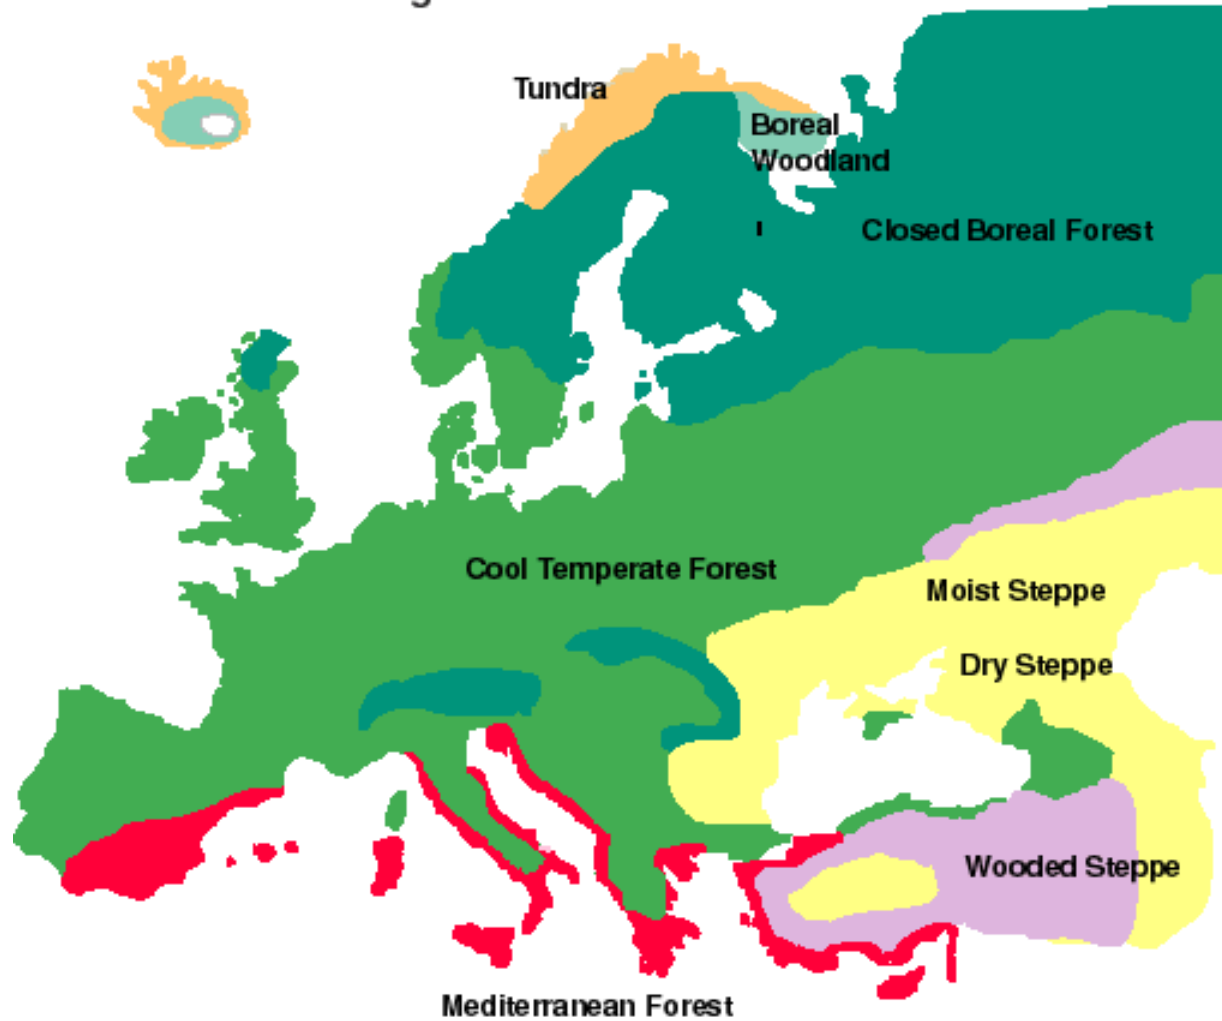 Tundra
Boreal
Woodland
Closed Boreal Forest
Cool Temperate Forest
Moist Steppe
Dry Steppe
Wooded Steppe
Mediterranean Forest